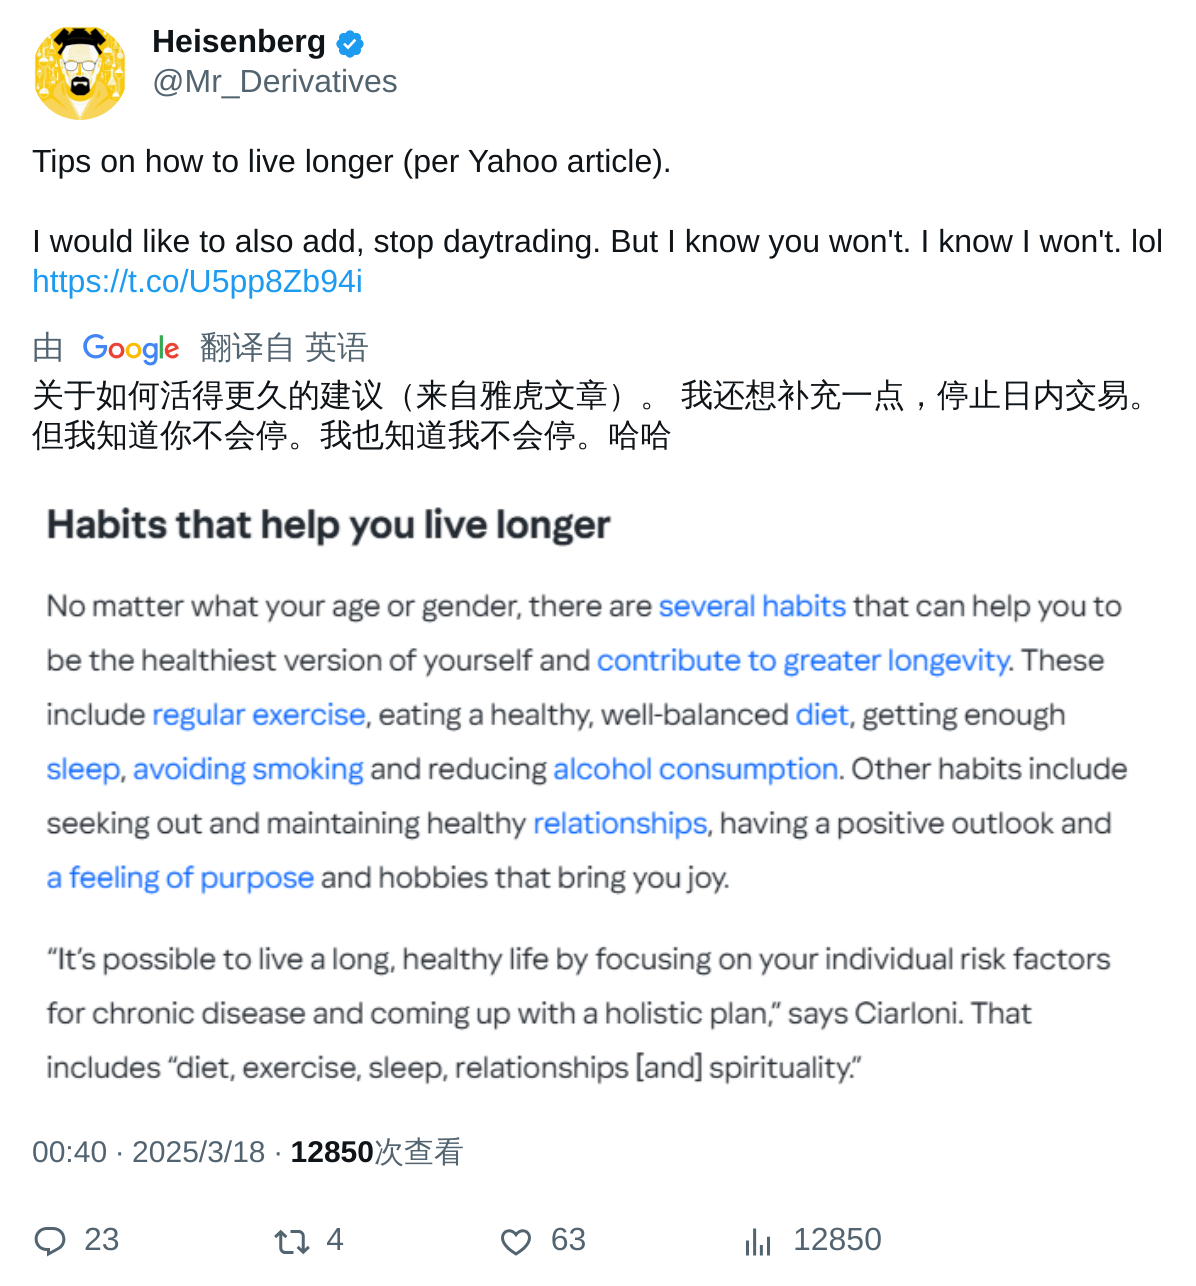 Heisenberg
@Mr_Derivatives
Tips on how to live longer (per Yahoo article).
I would like to also add, stop daytrading. But I know you won't. I know I won't. lol
https://t.co/U5pp8Zb94i
由 Google 翻译自 英语
关于如何活得更久的建议（来自雅虎文章）。 我还想补充一点，停止日内交易。
但我知道你不会停。我也知道我不会停。哈哈
Habits that help you live longer
No matter what your age or gender, there are several habits that can help you to
be the healthiest version of yourself and contribute to greater longevity. These
include regular exercise, eating a healthy, well-balanced diet, getting enough
sleep, avoiding smoking and reducing alcohol consumption. Other habits include
seeking out and maintaining healthy relationships, having a positive outlook and
a feeling of purpose and hobbies that bring you joy.
“It’s possible to live a long, healthy life by focusing on your individual risk factors
for chronic disease and coming up with a holistic plan,” says Ciarloni. That
includes “diet, exercise, sleep, relationships [and] spirituality.”
00:40 · 2025/3/18 · 12850次查看
23 4 63 12850